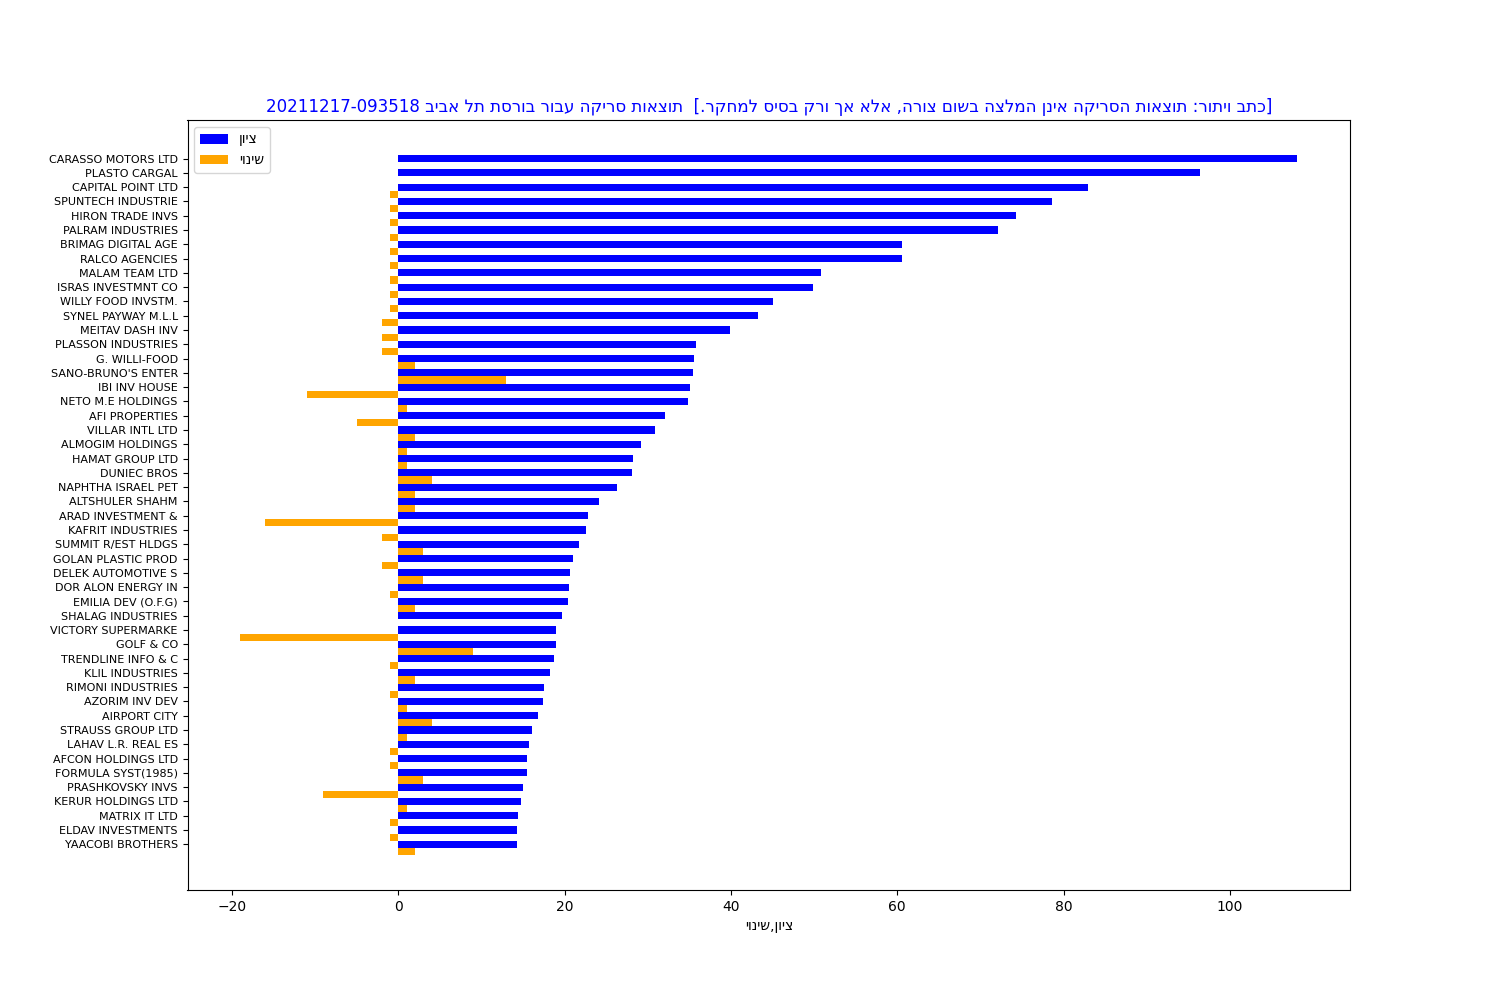 [כתב ויתור: תוצאות הסריקה אינן המלצה בשום צורה, אלא אך ורק בסיס למחקר.]  תוצאות סריקה עבור בורסת תל אביב 20211217-093518
ציון
שינוי
CARASSO MOTORS LTD
PLASTO CARGAL
CAPITAL POINT LTD
SPUNTECH INDUSTRIE
HIRON TRADE INVS
PALRAM INDUSTRIES
BRIMAG DIGITAL AGE
RALCO AGENCIES
MALAM TEAM LTD
ISRAS INVESTMNT CO
WILLY FOOD INVSTM.
SYNEL PAYWAY M.L.L
MEITAV DASH INV
PLASSON INDUSTRIES
G. WILLI-FOOD
SANO-BRUNO'S ENTER
IBI INV HOUSE
NETO M.E HOLDINGS
AFI PROPERTIES
VILLAR INTL LTD
ALMOGIM HOLDINGS
HAMAT GROUP LTD
DUNIEC BROS
NAPHTHA ISRAEL PET
ALTSHULER SHAHM
ARAD INVESTMENT &
KAFRIT INDUSTRIES
SUMMIT R/EST HLDGS
GOLAN PLASTIC PROD
DELEK AUTOMOTIVE S
DOR ALON ENERGY IN
EMILIA DEV (O.F.G)
SHALAG INDUSTRIES
VICTORY SUPERMARKE
GOLF & CO
TRENDLINE INFO & C
KLIL INDUSTRIES
RIMONI INDUSTRIES
AZORIM INV DEV
AIRPORT CITY
STRAUSS GROUP LTD
LAHAV L.R. REAL ES
AFCON HOLDINGS LTD
FORMULA SYST(1985)
PRASHKOVSKY INVS
KERUR HOLDINGS LTD
MATRIX IT LTD
ELDAV INVESTMENTS
YAACOBI BROTHERS
−20 0 20 40 60 80 100
ציון,שינוי